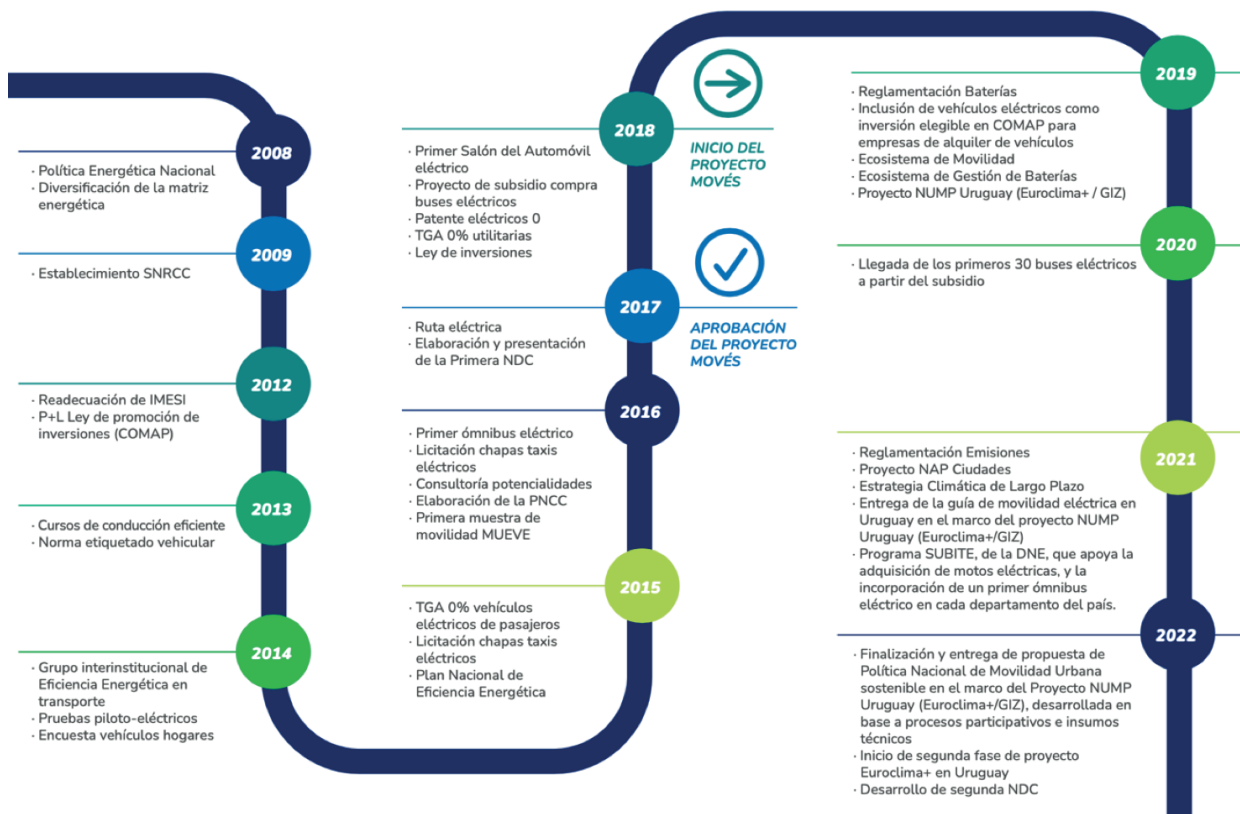 2008
· Política Energética Nacional
· Diversificación de la matriz
energética
2009
· Establecimiento SNRCC
2012
· Readecuación de IMESI
· P+L Ley de promoción de
inversiones (COMAP)
2013
· Cursos de conducción eficiente
· Norma etiquetado vehicular
2014
· Grupo interinstitucional de
Eficiencia Energética en
transporte
· Pruebas piloto-eléctricos
· Encuesta vehículos hogares
2015
· TGA 0% vehículos
eléctricos de pasajeros
· Licitación chapas taxis
eléctricos
· Plan Nacional de
Eficiencia Energética
2016
· Primer ómnibus eléctrico
· Licitación chapas taxis
eléctricos
· Consultoría potencialidades
· Elaboración de la PNCC
· Primera muestra de
movilidad MUEVE
2017
· Ruta eléctrica
· Elaboración y presentación
de la Primera NDC
APROBACIÓN
DEL PROYECTO
MOVÉS
2018
· Primer Salón del Automóvil
eléctrico
· Proyecto de subsidio compra
buses eléctricos
· Patente eléctricos 0
· TGA 0% utilitarias
· Ley de inversiones
INICIO DEL
PROYECTO
MOVÉS
2019
· Reglamentación Baterías
· Inclusión de vehículos eléctricos como
inversión elegible en COMAP para
empresas de alquiler de vehículos
· Ecosistema de Movilidad
· Ecosistema de Gestión de Baterías
· Proyecto NUMP Uruguay (Euroclima+ / GIZ)
2020
· Llegada de los primeros 30 buses eléctricos
a partir del subsidio
2021
· Reglamentación Emisiones
· Proyecto NAP Ciudades
· Estrategia Climática de Largo Plazo
· Entrega de la guía de movilidad eléctrica en
Uruguay en el marco del proyecto NUMP
Uruguay (Euroclima+/GIZ)
· Programa SUBITE, de la DNE, que apoya la
adquisición de motos eléctricas, y la
incorporación de un primer ómnibus
eléctrico en cada departamento del país.
2022
· Finalización y entrega de propuesta de
Política Nacional de Movilidad Urbana
sostenible en el marco del Proyecto NUMP
Uruguay (Euroclima+/GIZ), desarrollada en
base a procesos participativos e insumos
técnicos
· Inicio de segunda fase de proyecto
Euroclima+ en Uruguay
· Desarrollo de segunda NDC